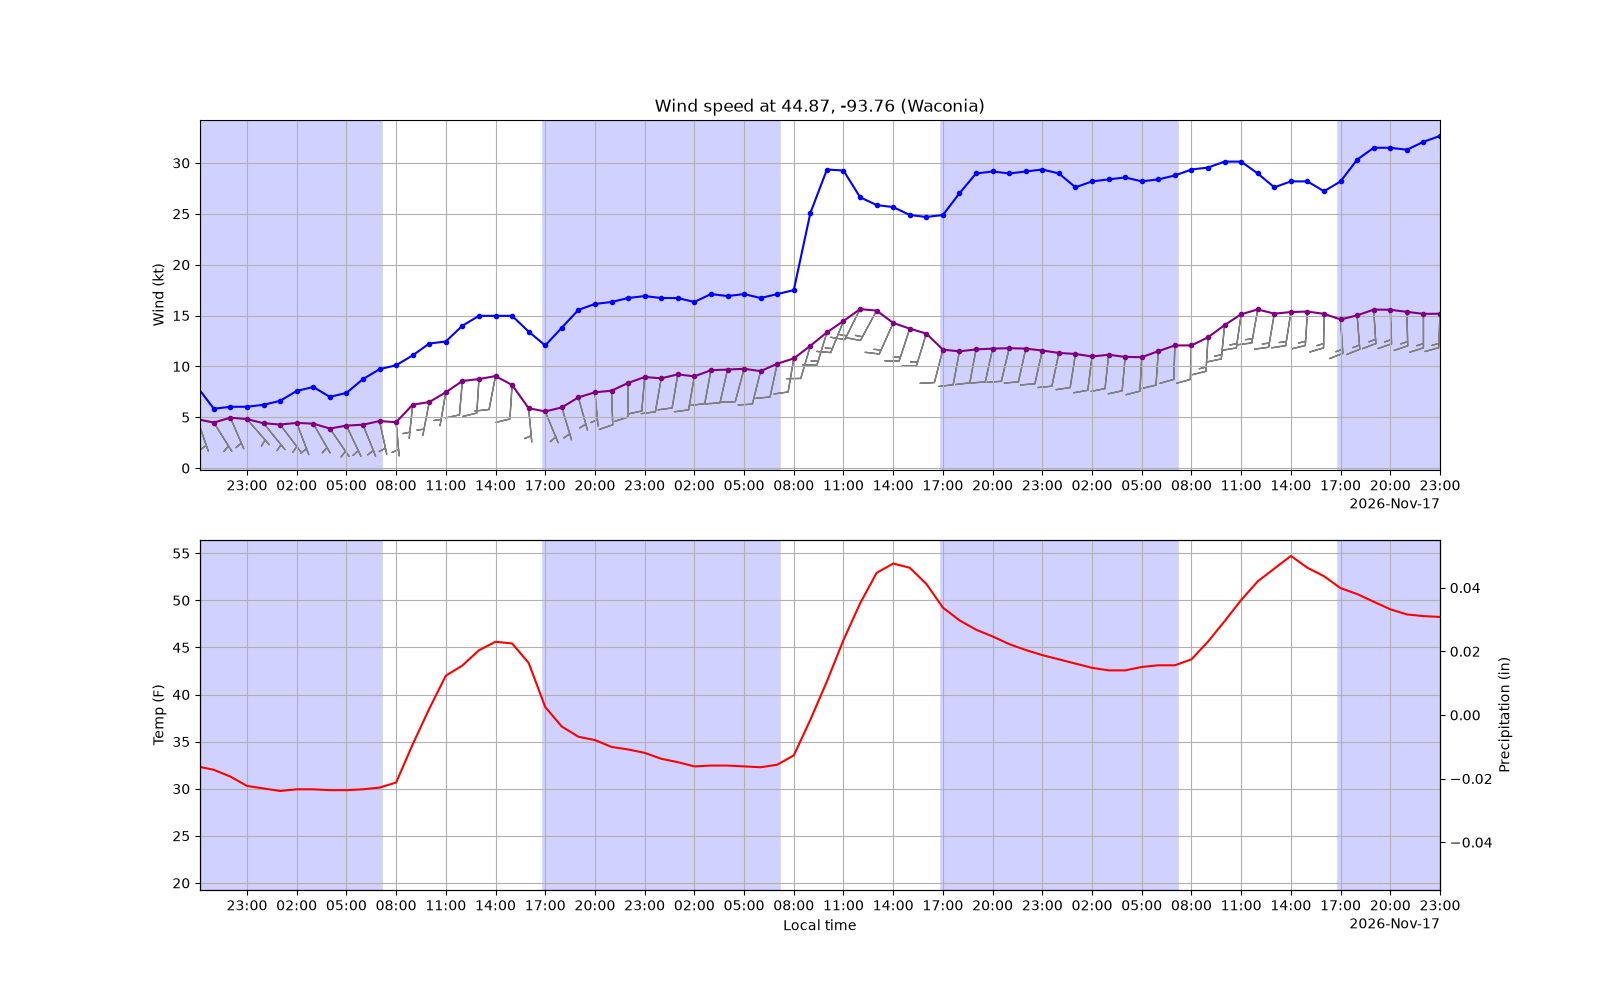 Wind speed at 44.87, -93.76 (Waconia)
Wind (kt)
30
25
20
15
10
5
0
23:00 02:00 05:00 08:00 11:00 14:00 17:00 20:00 23:00 02:00 05:00 08:00 11:00 14:00 17:00 20:00 23:00 02:00 05:00 08:00 11:00 14:00 17:00 20:00 23:00
2026-Nov-17
Temp (F)
55
50
45
40
35
30
25
20
0.04
0.02
0.00
−0.02
−0.04
Precipitation (in)
23:00 02:00 05:00 08:00 11:00 14:00 17:00 20:00 23:00 02:00 05:00 08:00 11:00 14:00 17:00 20:00 23:00 02:00 05:00 08:00 11:00 14:00 17:00 20:00 23:00
2026-Nov-17
Local time